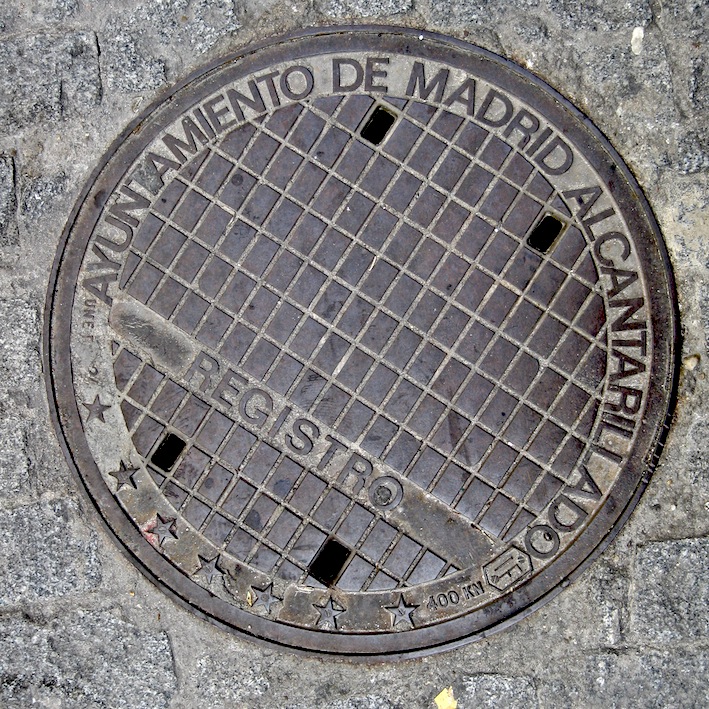 AYUNTAMIENTO DE MADRID ALCANTARILLADO
REGISTRO
400 KN